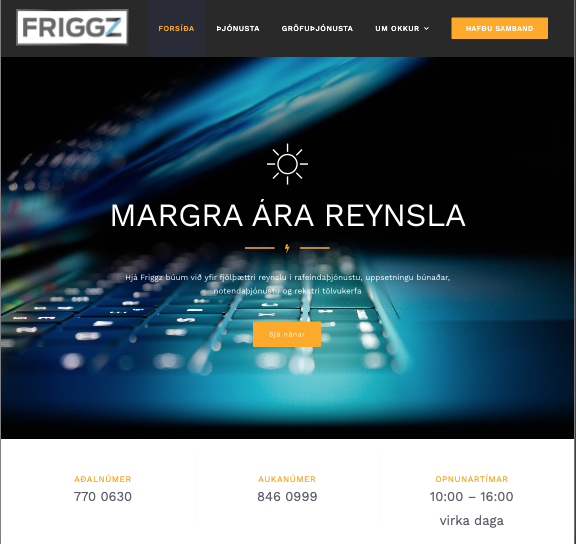 FRIGGZ
FORSÍÐA ÞJÓNUSTA GRÖFUÞJÓNUSTA UM OKKUR HAFÐU SAMBAND
MARGRA ÁRA REYNSLA
Hjá Friggz búum við yfir fjölþættri reynslu í rafeindaþjónustu, uppsetningu búnaðar,
notendaþjónustu og rekstri tölvukerfa
Sjá nánar
AÐALNÚMER
770 0630
AUKANÚMER
846 0999
OPNUNARTÍMAR
10:00 – 16:00
virka daga